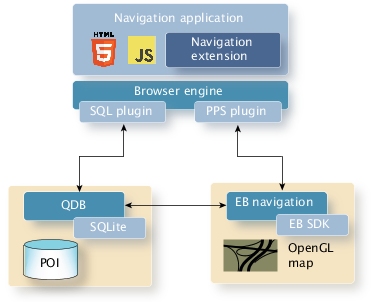 Navigation application
HTML
5
JS
Navigation
extension
Browser engine
SQL plugin
PPS plugin
QDB
SQLite
POI
EB navigation
EB SDK
OpenGL
map